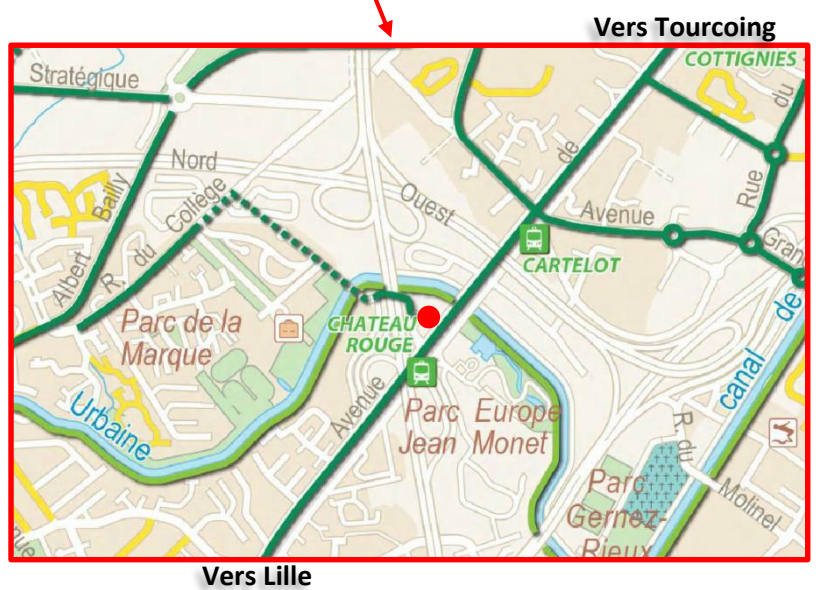 Vers Tourcoing
COTTIGNIES
Stratégique
du
de
Nord
Bailly
Collège
Ouest
Rue
Avenue
Grand
Albert
R. du
CARTELOT
de
Parc de la
Marque
CHATEAU
ROUGE
canal
Urbaine
Avenue
Parc Europe
Jean Monet
R. du
Molinel
Parc
Gernez-
Rieux
Vers Lille